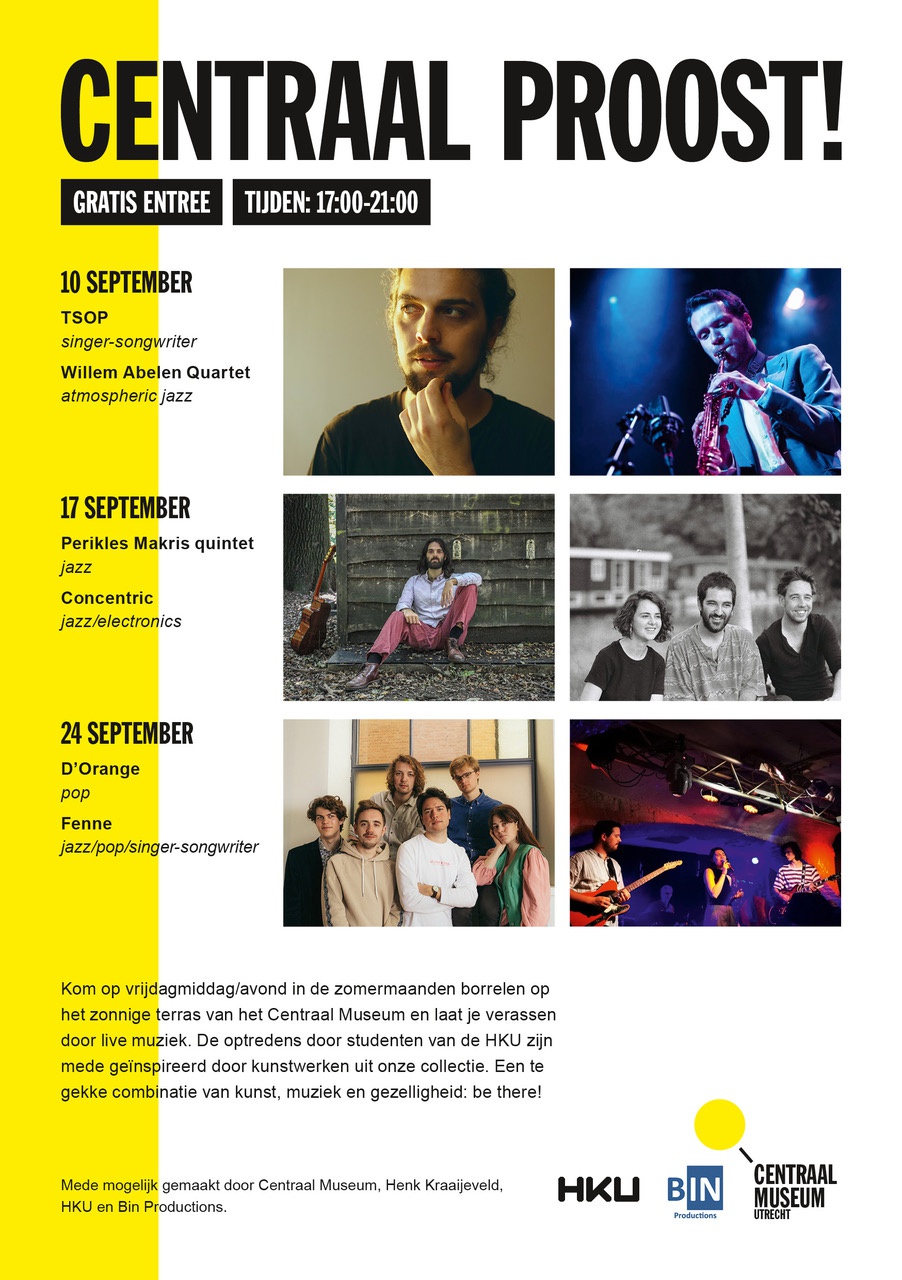 CENTRAAL PROOST!
GRATIS ENTREE
TIJDEN: 17:00-21:00
10 SEPTEMBER
TSOP
singer-songwriter
Willem Abelen Quartet
atmospheric jazz
17 SEPTEMBER
Perikles Makris quintet
jazz
Concentric
jazz/electronics
24 SEPTEMBER
D’Orange
pop
Fenne
jazz/pop/singer-songwriter
Kom op vrijdagmiddag/avond in de zomermaanden borrelen op
het zonnige terras van het Centraal Museum en laat je verassen
door live muziek. De optredens door studenten van de HKU zijn
mede geïnspireerd door kunstwerken uit onze collectie. Een te
gekke combinatie van kunst, muziek en gezelligheid: be there!
Mede mogelijk gemaakt door Centraal Museum, Henk Kraaijeveld,
HKU en Bin Productions.
HKU
BIN
Productions
CENTRAAL
MUSEUM
UTRECHT